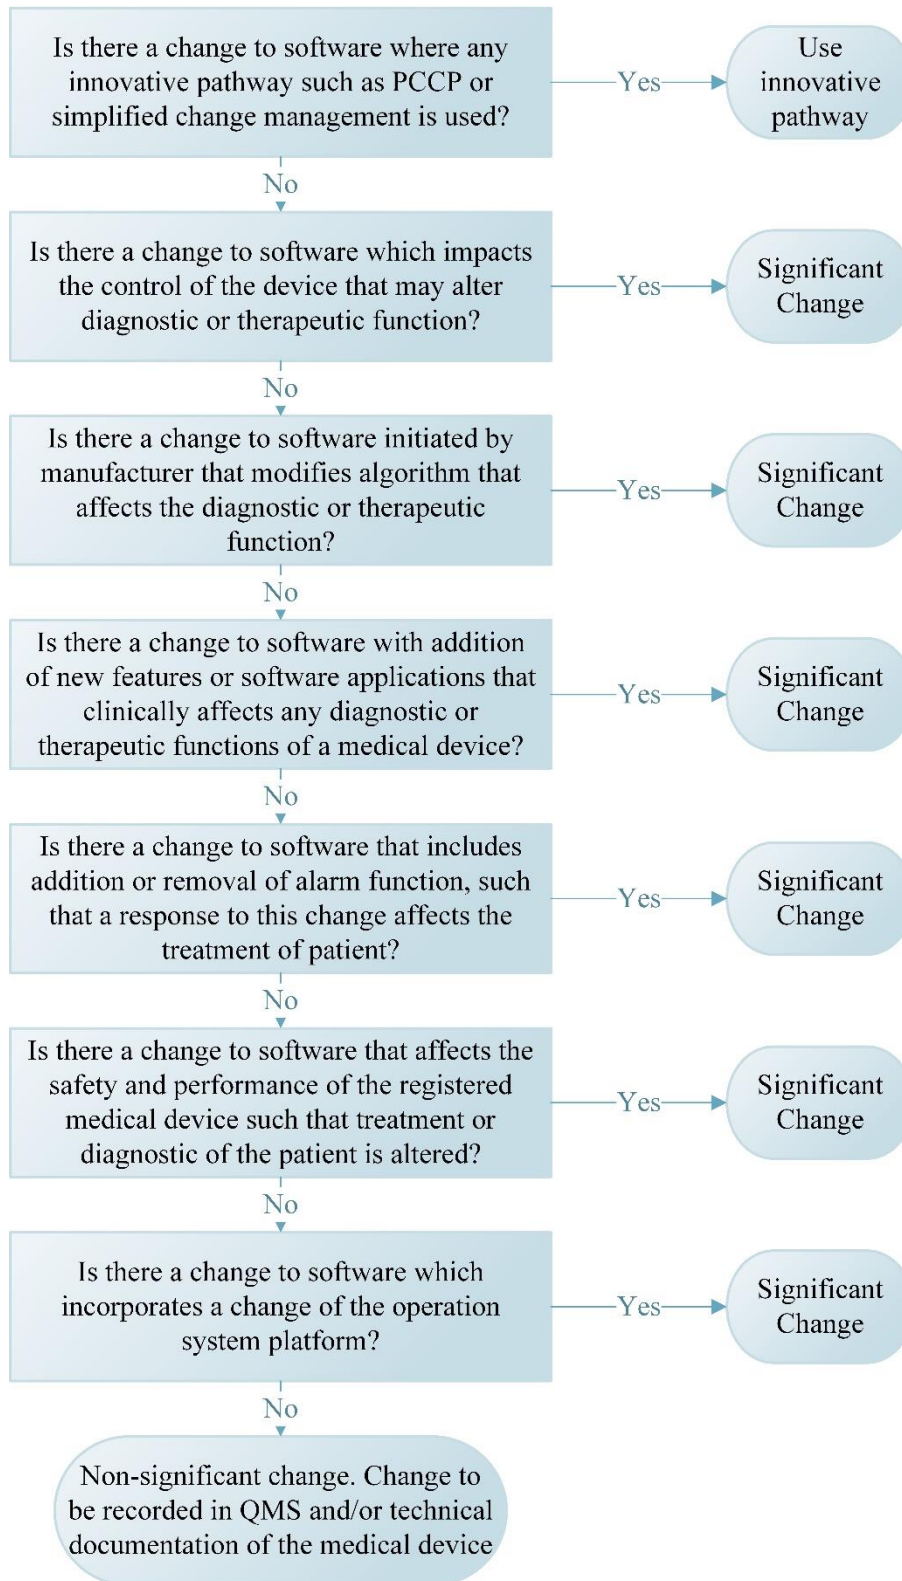 Is there a change to software where any
innovative pathway such as PCCP or
simplified change management is used?
Yes
Use
innovative
pathway
No
Is there a change to software which impacts
the control of the device that may alter
diagnostic or therapeutic function?
Yes
Significant
Change
No
Is there a change to software initiated by
manufacturer that modifies algorithm that
affects the diagnostic or therapeutic
function?
Yes
Significant
Change
No
Is there a change to software with addition
of new features or software applications that
clinically affects any diagnostic or
therapeutic functions of a medical device?
Yes
Significant
Change
No
Is there a change to software that includes
addition or removal of alarm function, such
that a response to this change affects the
treatment of patient?
Yes
Significant
Change
No
Is there a change to software that affects the
safety and performance of the registered
medical device such that treatment or
diagnostic of the patient is altered?
Yes
Significant
Change
No
Is there a change to software which
incorporates a change of the operation
system platform?
Yes
Significant
Change
No
Non-significant change. Change to
be recorded in QMS and/or technical
documentation of the medical device